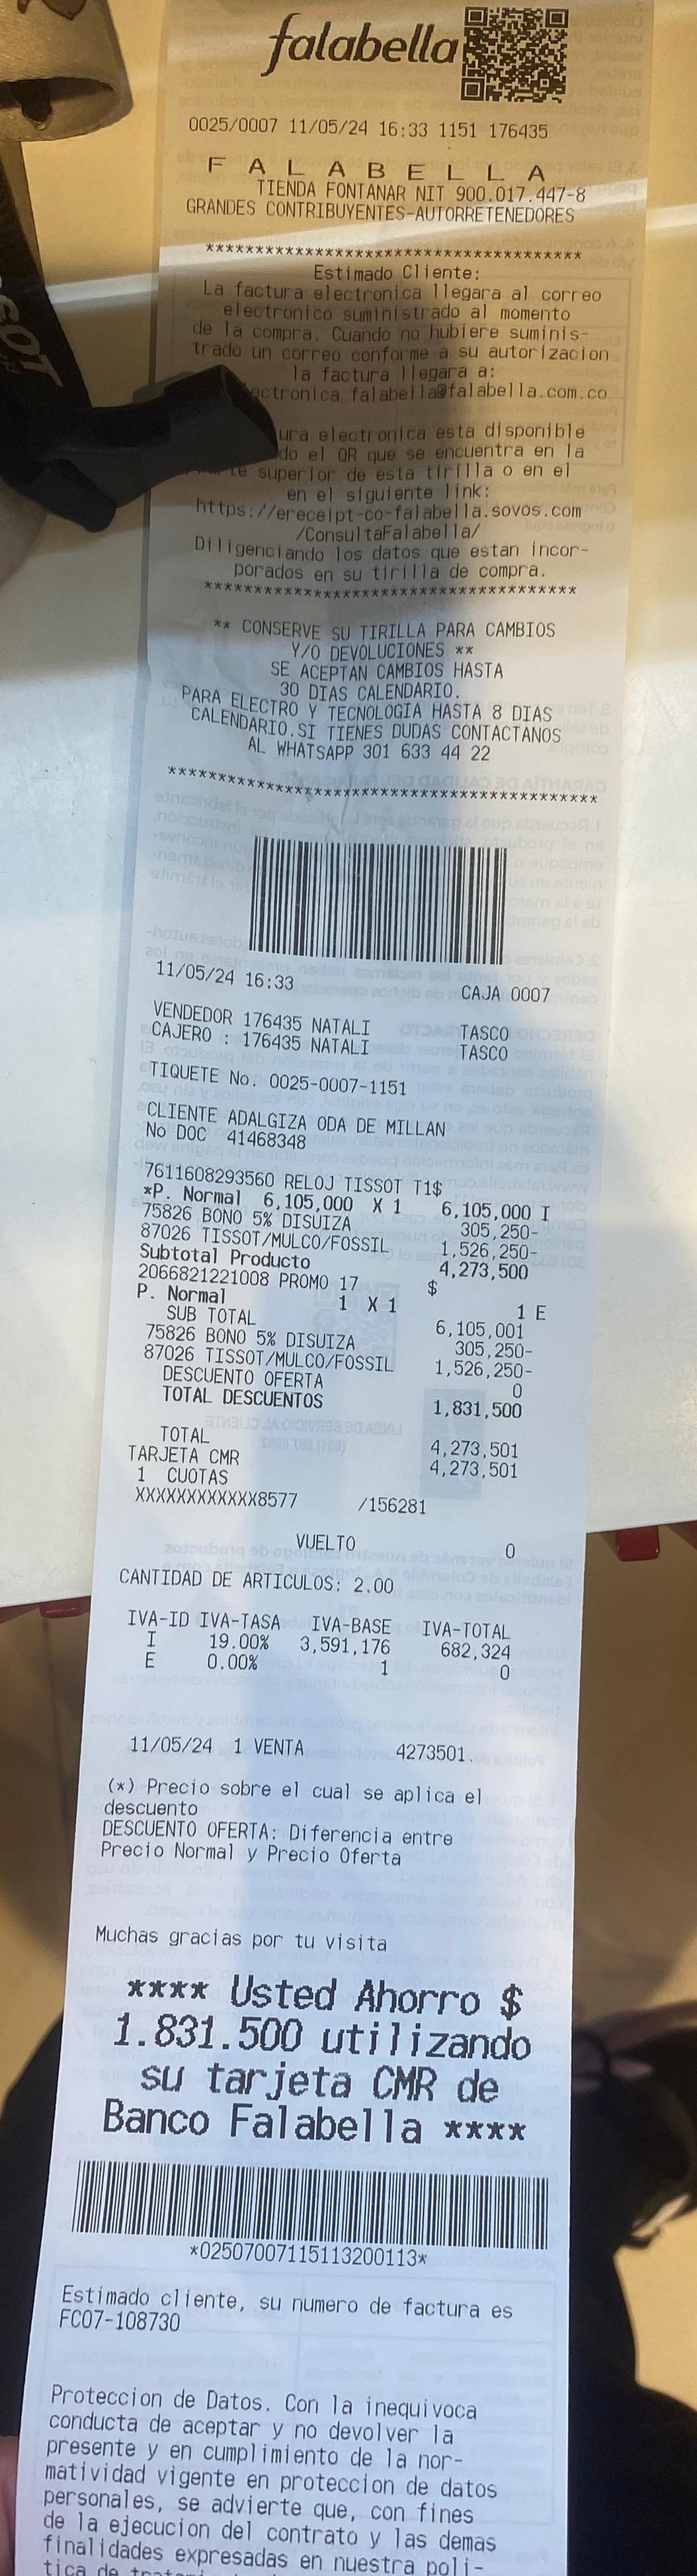 falabella
0025/0007 11/05/24 16:33 1151 176435
F A L A B E L L A
TIENDA FONTANAR NIT 900.017.447-8
GRANDES CONTRIBUYENTES-AUTORRETENEDORES
**************************************
Estimado Cliente:
La factura electronica llegara al correo
electronico suministrado al momento
de la compra. Cuando no hubiere suminis-
trado un correo conforme a su autorizacion
la factura llegara a:
ectronica falabella@falabella.com.co
ura electronica esta disponible
do el QR que se encuentra en la
te superior de esta tirilla o en el
en el siguiente link:
https://ereceipt-co-falabella.sovos.com
/ConsultaFalabella/
Diligenciando los datos que estan incor-
porados en su tirilla de compra.
**************************************
** CONSERVE SU TIRILLA PARA CAMBIOS
Y/O DEVOLUCIONES **
SE ACEPTAN CAMBIOS HASTA
30 DIAS CALENDARIO.
PARA ELECTRO Y TECNOLOGIA HASTA 8 DIAS
CALENDARIO.SI TIENES DUDAS CONTACTANOS
AL WHATSAPP 301 633 44 22
******************************************
11/05/24 16:33 CAJA 0007
VENDEDOR 176435 NATALI TASCO
CAJERO : 176435 NATALI TASCO
TIQUETE No. 0025-0007-1151
CLIENTE ADALGIZA ODA DE MILLAN
No DOC 41468348
7611608293560 RELOJ TISSOT T1$
*P. Normal 6,105,000 X 1 6,105,000 I
75826 BONO 5% DISUIZA 305,250-
87026 TISSOT/MULCO/FOSSIL 1,526,250-
Subtotal Producto 4,273,500
2066821221008 PROMO 17 $
P. Normal 1 X 1 1 E
SUB TOTAL 6,105,001
75826 BONO 5% DISUIZA 305,250-
87026 TISSOT/MULCO/FOSSIL 1,526,250-
DESCUENTO OFERTA 0
TOTAL DESCUENTOS 1,831,500
TOTAL 4,273,501
TARJETA CMR 4,273,501
1 CUOTAS
XXXXXXXXXXXX8577 /156281
VUELTO 0
CANTIDAD DE ARTICULOS: 2.00
IVA-ID IVA-TASA IVA-BASE IVA-TOTAL
I 19.00% 3,591,176 682,324
E 0.00% 1 0
11/05/24 1 VENTA 4273501.
(*) Precio sobre el cual se aplica el
descuento
DESCUENTO OFERTA: Diferencia entre
Precio Normal y Precio Oferta
Muchas gracias por tu visita
**** Usted Ahorro $
1.831.500 utilizando
su tarjeta CMR de
Banco Falabella ****
*02507007115113200113*
Estimado cliente, su numero de factura es
FC07-108730
Proteccion de Datos. Con la inequivoca
conducta de aceptar y no devolver la
presente y en cumplimiento de la nor-
matividad vigente en proteccion de datos
personales, se advierte que, con fines
de la ejecucion del contrato y las demas
finalidades expresadas en nuestra poli-